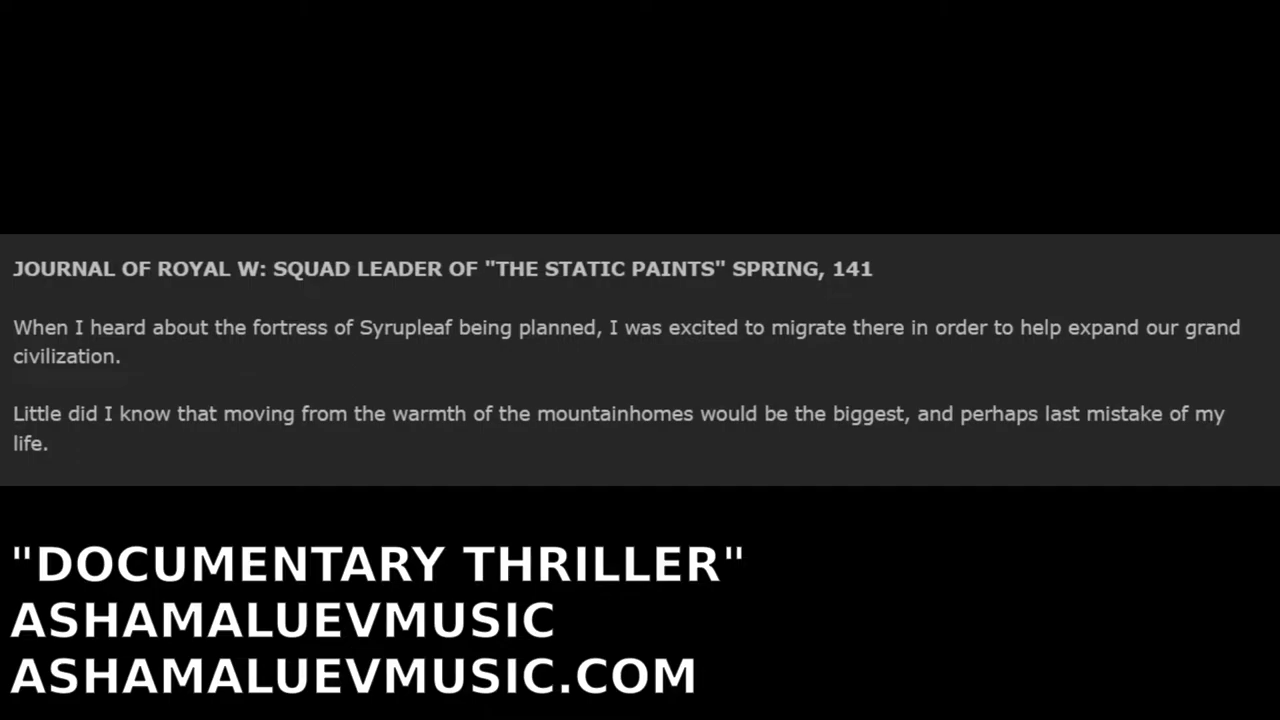 JOURNAL OF ROYAL W: SQUAD LEADER OF "THE STATIC PAINTS" SPRING, 141
When I heard about the fortress of Syrupleaf being planned, I was excited to migrate there in order to help expand our grand
civilization.
Little did I know that moving from the warmth of the mountainhomes would be the biggest, and perhaps last mistake of my
life.
"DOCUMENTARY THRILLER"
ASHAMALUEVMUSIC
ASHAMALUEVMUSIC.COM